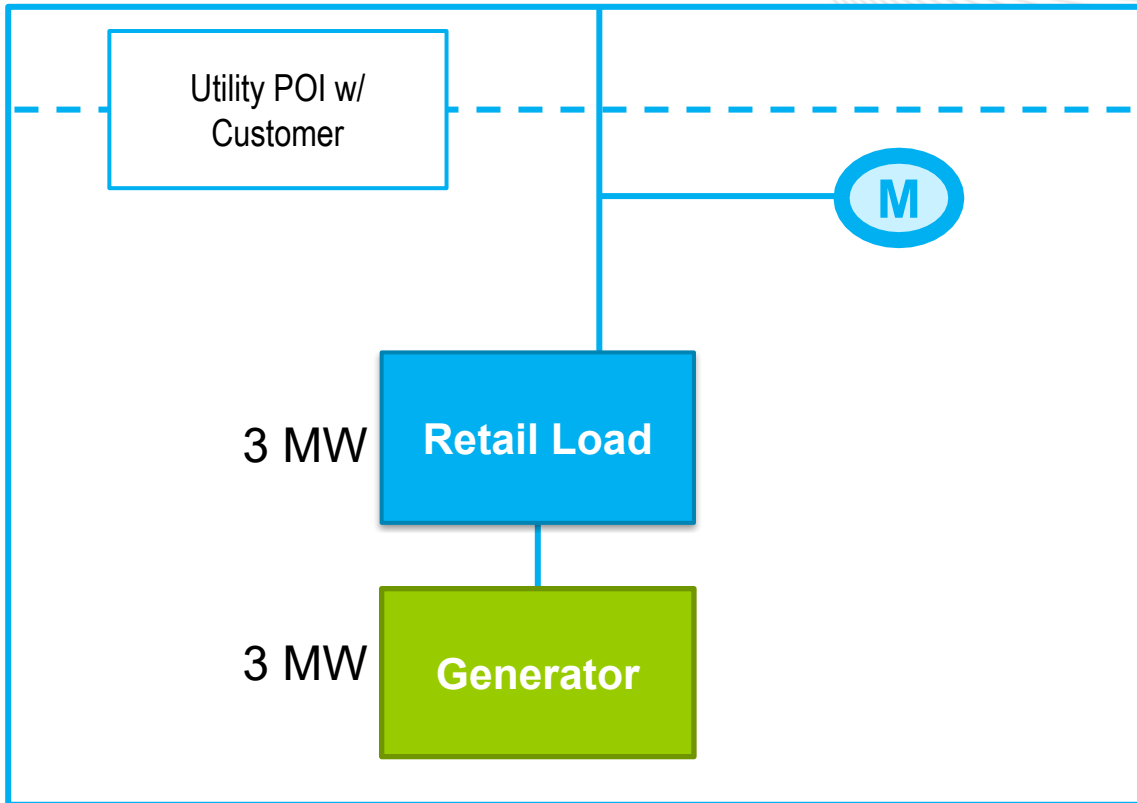 Utility POI w/
Customer
M
3 MW
Retail Load
3 MW
Generator